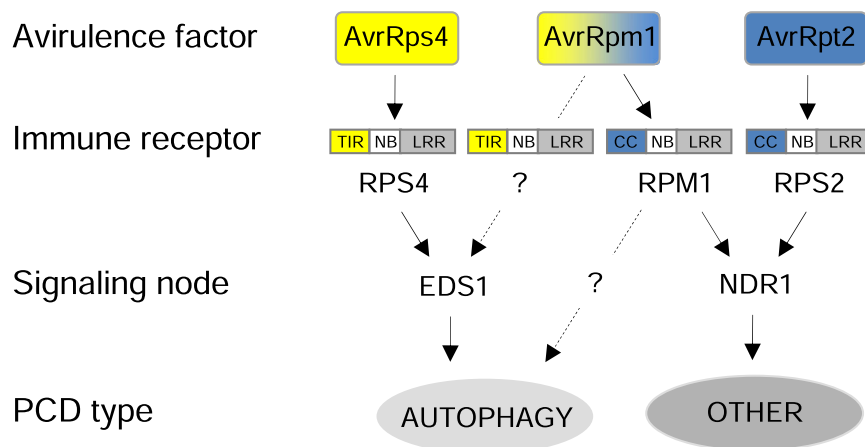 Avirulence factor AvrRps4 AvrRpm1 AvrRpt2
Immune receptor TIR NB LRR TIR NB LRR CC NB LRR CC NB LRR
RPS4 ? RPM1 RPS2
Signaling node EDS1 ? NDR1
PCD type AUTOPHAGY OTHER